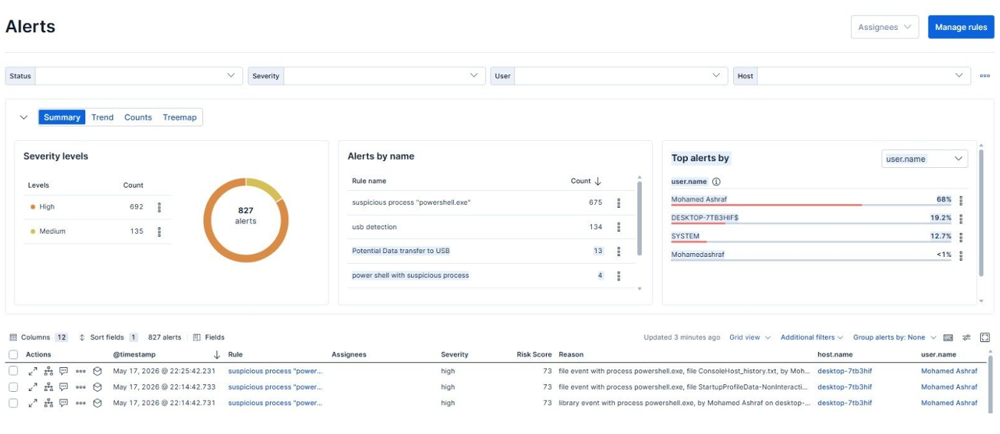 Alerts
Assignees
Manage rules
Status
Severity
User
Host
Summary Trend Counts Treemap
Severity levels
Levels Count
High 692
Medium 135
827
alerts
Alerts by name
Rule name Count
suspicious process "powershell.exe" 675
usb detection 134
Potential Data transfer to USB 13
power shell with suspicious process 4
Top alerts by
user.name
user.name
Mohamed Ashraf 68%
DESKTOP-7TB3HIF$ 19.2%
SYSTEM 12.7%
Mohamedashraf <1%
Columns 12 Sort fields 1 827 alerts Fields Updated 3 minutes ago Grid view Additional filters Group alerts by: None
Actions @timestamp Rule Assignees Severity Risk Score Reason host.name user.name
May 17, 2026 @ 22:25:42.231 suspicious process "power... high 73 file event with process powershell.exe, file ConsoleHost_history.txt, by Moh... desktop-7tb3hif Mohamed Ashraf
May 17, 2026 @ 22:14:42.733 suspicious process "power... high 73 file event with process powershell.exe, file StartupProfileData-NonInteracti... desktop-7tb3hif Mohamed Ashraf
May 17, 2026 @ 22:14:42.731 suspicious process "power... high 73 library event with process powershell.exe, by Mohamed Ashraf on desktop-... desktop-7tb3hif Mohamed Ashraf